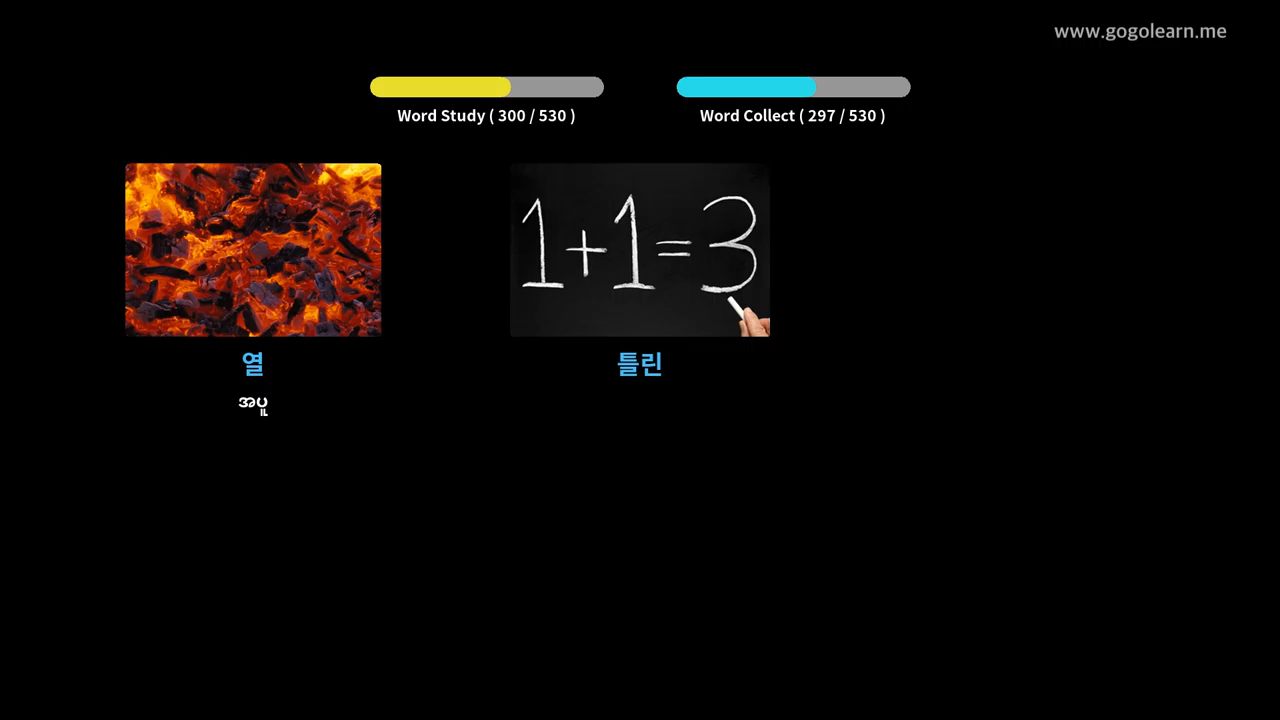 www.gogolearn.me
Word Study ( 300 / 530 )
Word Collect ( 297 / 530 )
1+1=3
열
틀린
အပူ